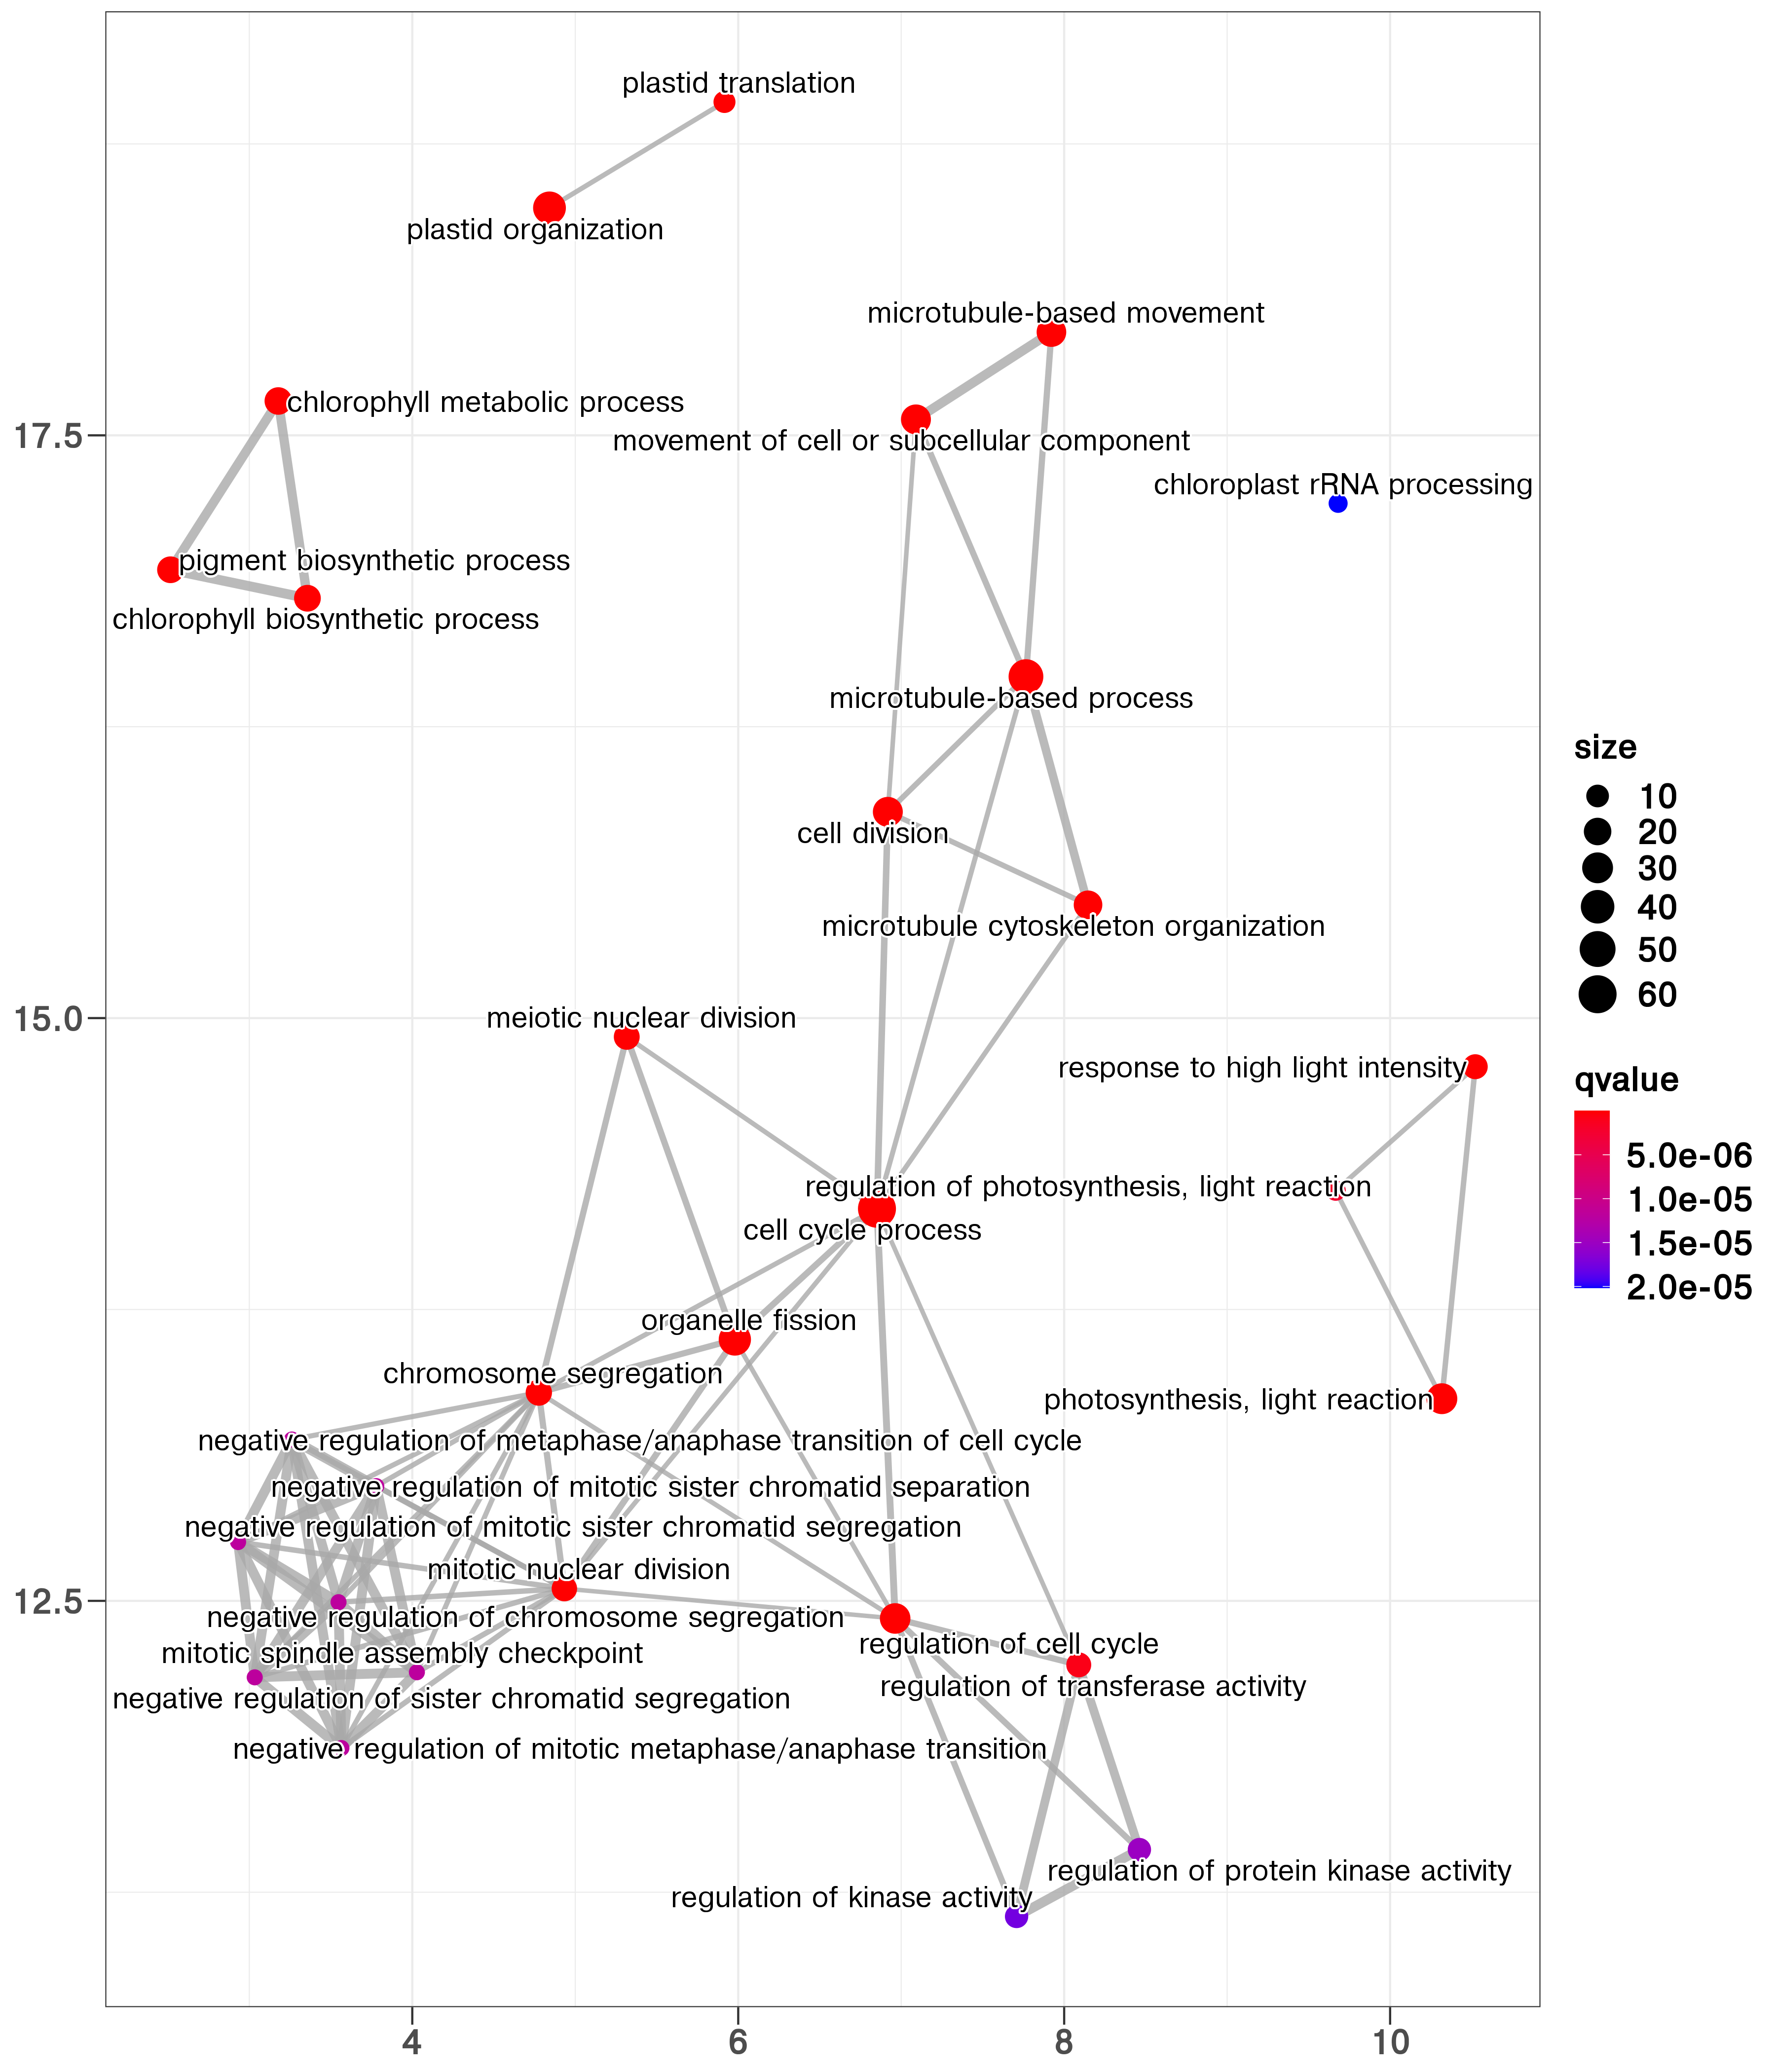 plastid translation
plastid organization
microtubule-based movement
chlorophyll metabolic process
17.5
movement of cell or subcellular component
chloroplast rRNA processing
pigment biosynthetic process
chlorophyll biosynthetic process
microtubule-based process
size
10
20
30
40
50
60
cell division
microtubule cytoskeleton organization
15.0
meiotic nuclear division
response to high light intensity
qvalue
5.0e-06
1.0e-05
1.5e-05
2.0e-05
regulation of photosynthesis, light reaction
cell cycle process
organelle fission
chromosome segregation
photosynthesis, light reaction
negative regulation of metaphase/anaphase transition of cell cycle
negative regulation of mitotic sister chromatid separation
negative regulation of mitotic sister chromatid segregation
mitotic nuclear division
12.5
negative regulation of chromosome segregation
regulation of cell cycle
mitotic spindle assembly checkpoint
regulation of transferase activity
negative regulation of sister chromatid segregation
negative regulation of mitotic metaphase/anaphase transition
regulation of protein kinase activity
regulation of kinase activity
4
6
8
10